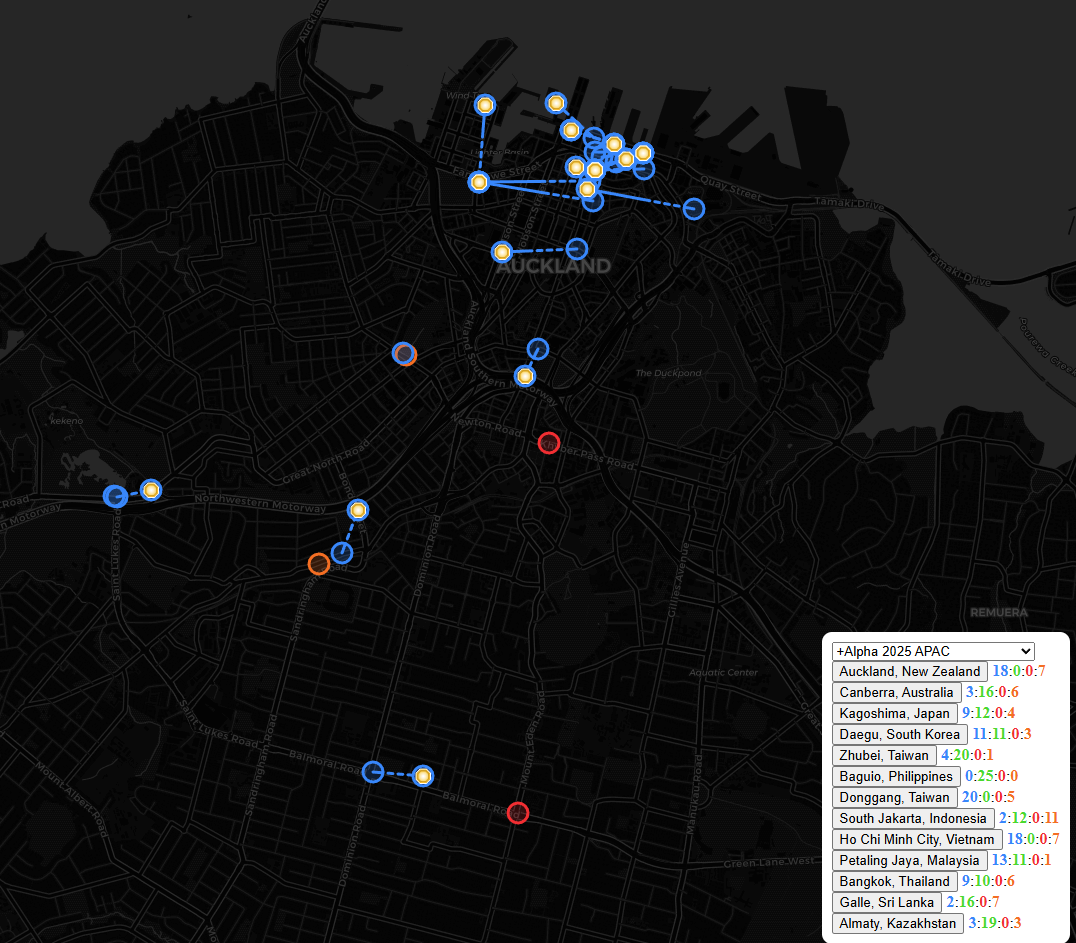 Auckland
Wind T
Hunter Basin
Fanshawe Street
Quay Street
Tamaki Drive
Tamaki Drive
Hobson Street
AUCKLAND
Auckland Southern Motorway
The Duckpond
kekeno
Newton Road
Khyber Pass Road
Great North Road
Road
Northwestern Motorway
n Motorway
Saint Lukes Road
Dominion Road
Gillies Avenue
Road
Sandringham
REMUERA
Aquatic Center
Saint Lukes Road
Sandringham Road
Mount Eden Road
Balmoral Road
Mount Albert Road
Balmoral Road
Manukau Road
Dominion Road
Green Lane West
+Alpha 2025 APAC
Auckland, New Zealand 18:0:0:7
Canberra, Australia 3:16:0:6
Kagoshima, Japan 9:12:0:4
Daegu, South Korea 11:11:0:3
Zhubei, Taiwan 4:20:0:1
Baguio, Philippines 0:25:0:0
Donggang, Taiwan 20:0:0:5
South Jakarta, Indonesia 2:12:0:11
Ho Chi Minh City, Vietnam 18:0:0:7
Petaling Jaya, Malaysia 13:11:0:1
Bangkok, Thailand 9:10:0:6
Galle, Sri Lanka 2:16:0:7
Almaty, Kazakhstan 3:19:0:3